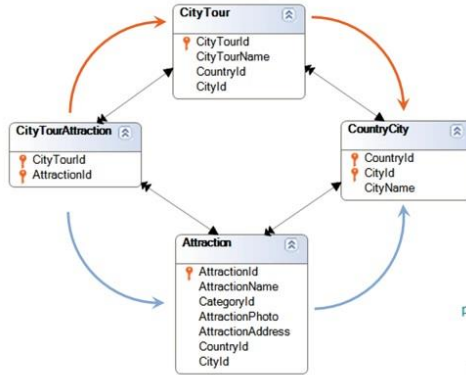 CityTour
CityTourId
CityTourName
CountryId
CityId
CityTourAttraction
CityTourId
AttractionId
CountryCity
CountryId
CityId
CityName
Attraction
AttractionId
AttractionName
CategoryId
AttractionPhoto
AttractionAddress
CountryId
CityId
p